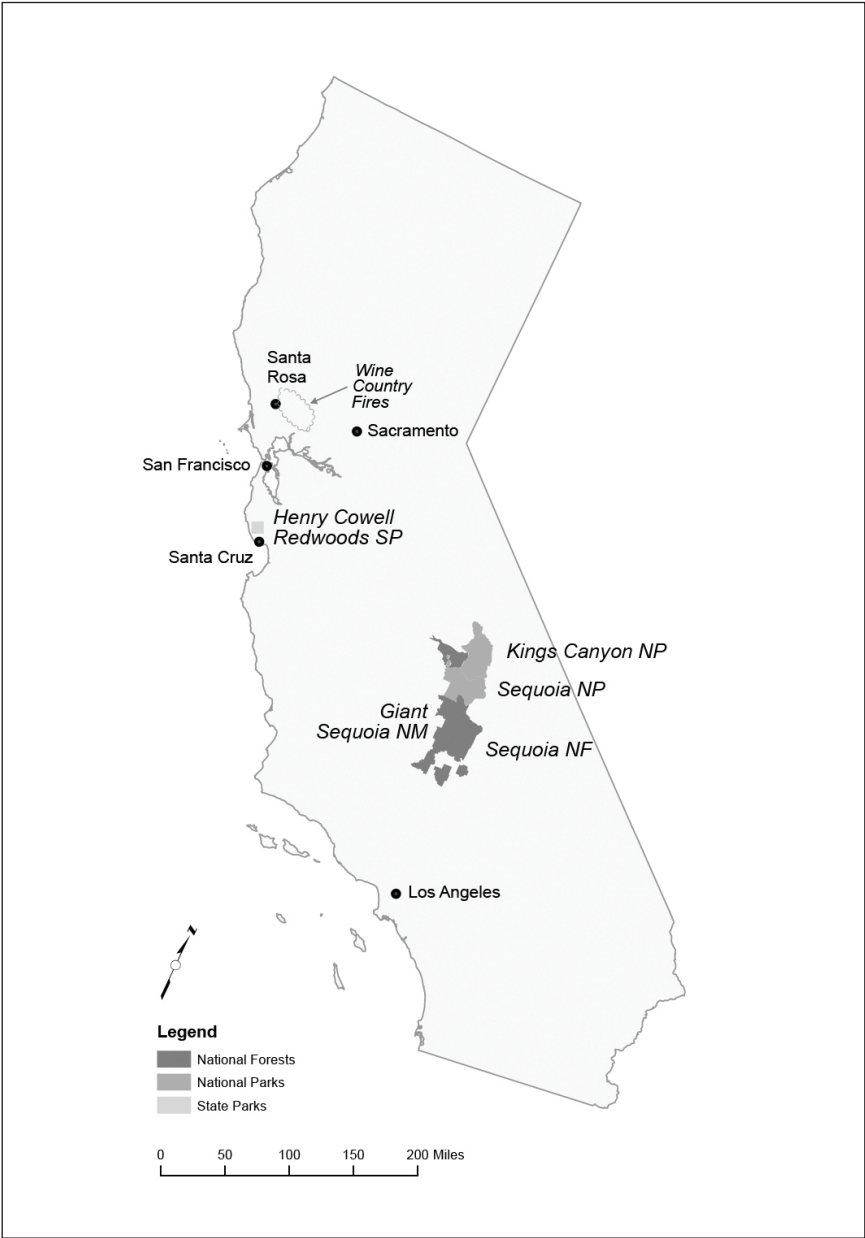 Santa
Rosa
Wine
Country
Fires
Sacramento
San Francisco
Henry Cowell
Redwoods SP
Santa Cruz
Kings Canyon NP
Sequoia NP
Giant
Sequoia NM
Sequoia NF
Los Angeles
N
Legend
National Forests
National Parks
State Parks
0 50 100 150 200 Miles